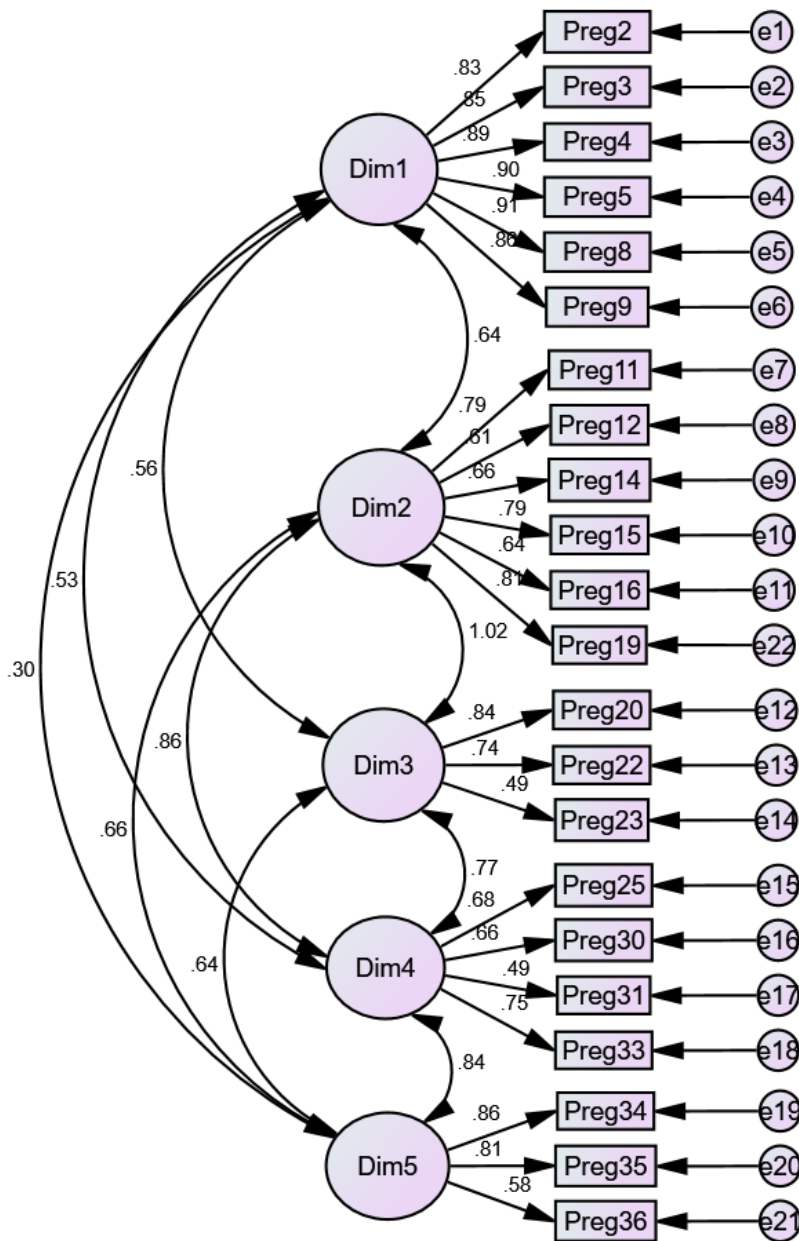 Preg2
e1
.83
Preg3
e2
.85
Preg4
e3
.89
Dim1
.90
Preg5
e4
.91
Preg8
e5
.86
Preg9
e6
.64
Preg11
e7
.79
Preg12
e8
.61
.56
.66
Preg14
e9
Dim2
.79
Preg15
e10
.64
.53
.81
Preg16
e11
1.02
Preg19
e22
.30
.84
Preg20
e12
.86
.74
Dim3
Preg22
e13
.49
.66
Preg23
e14
.77
.68
Preg25
e15
.66
Preg30
e16
.64
Dim4
.49
Preg31
e17
.75
Preg33
e18
.84
.86
Preg34
e19
.81
Dim5
Preg35
e20
.58
Preg36
e21